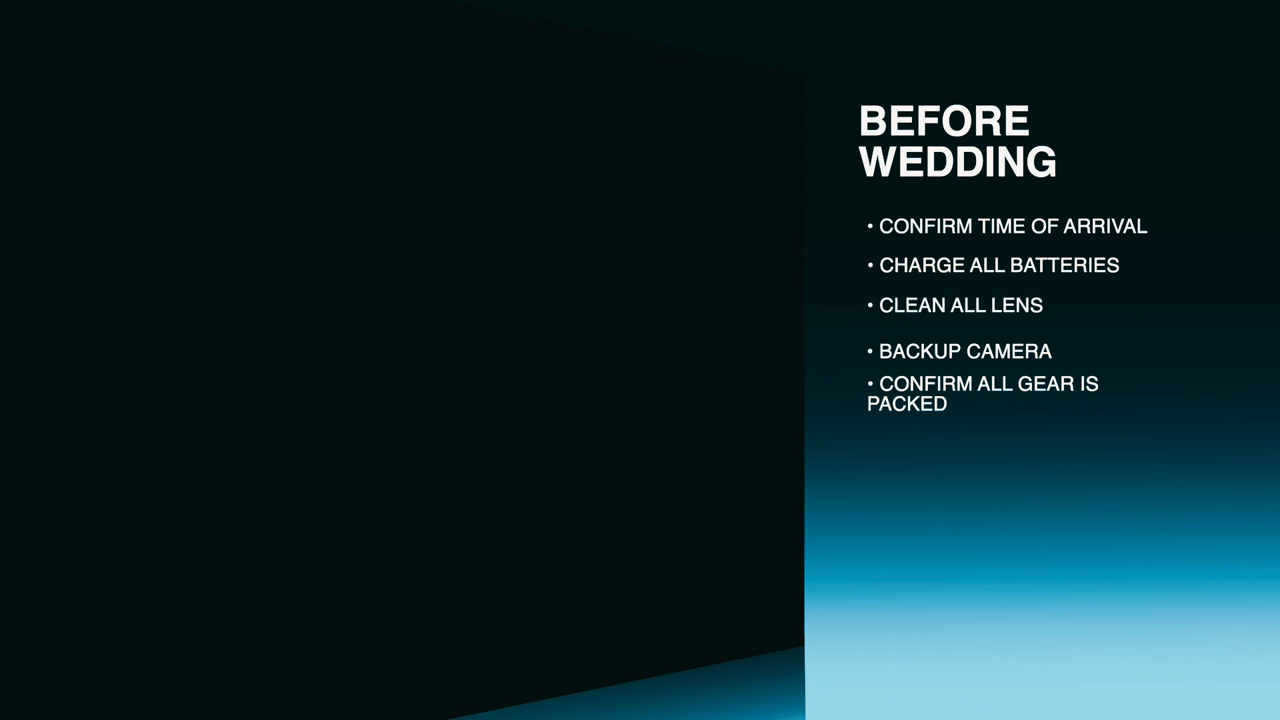 BEFORE
WEDDING
• CONFIRM TIME OF ARRIVAL
• CHARGE ALL BATTERIES
• CLEAN ALL LENS
• BACKUP CAMERA
• CONFIRM ALL GEAR IS
PACKED